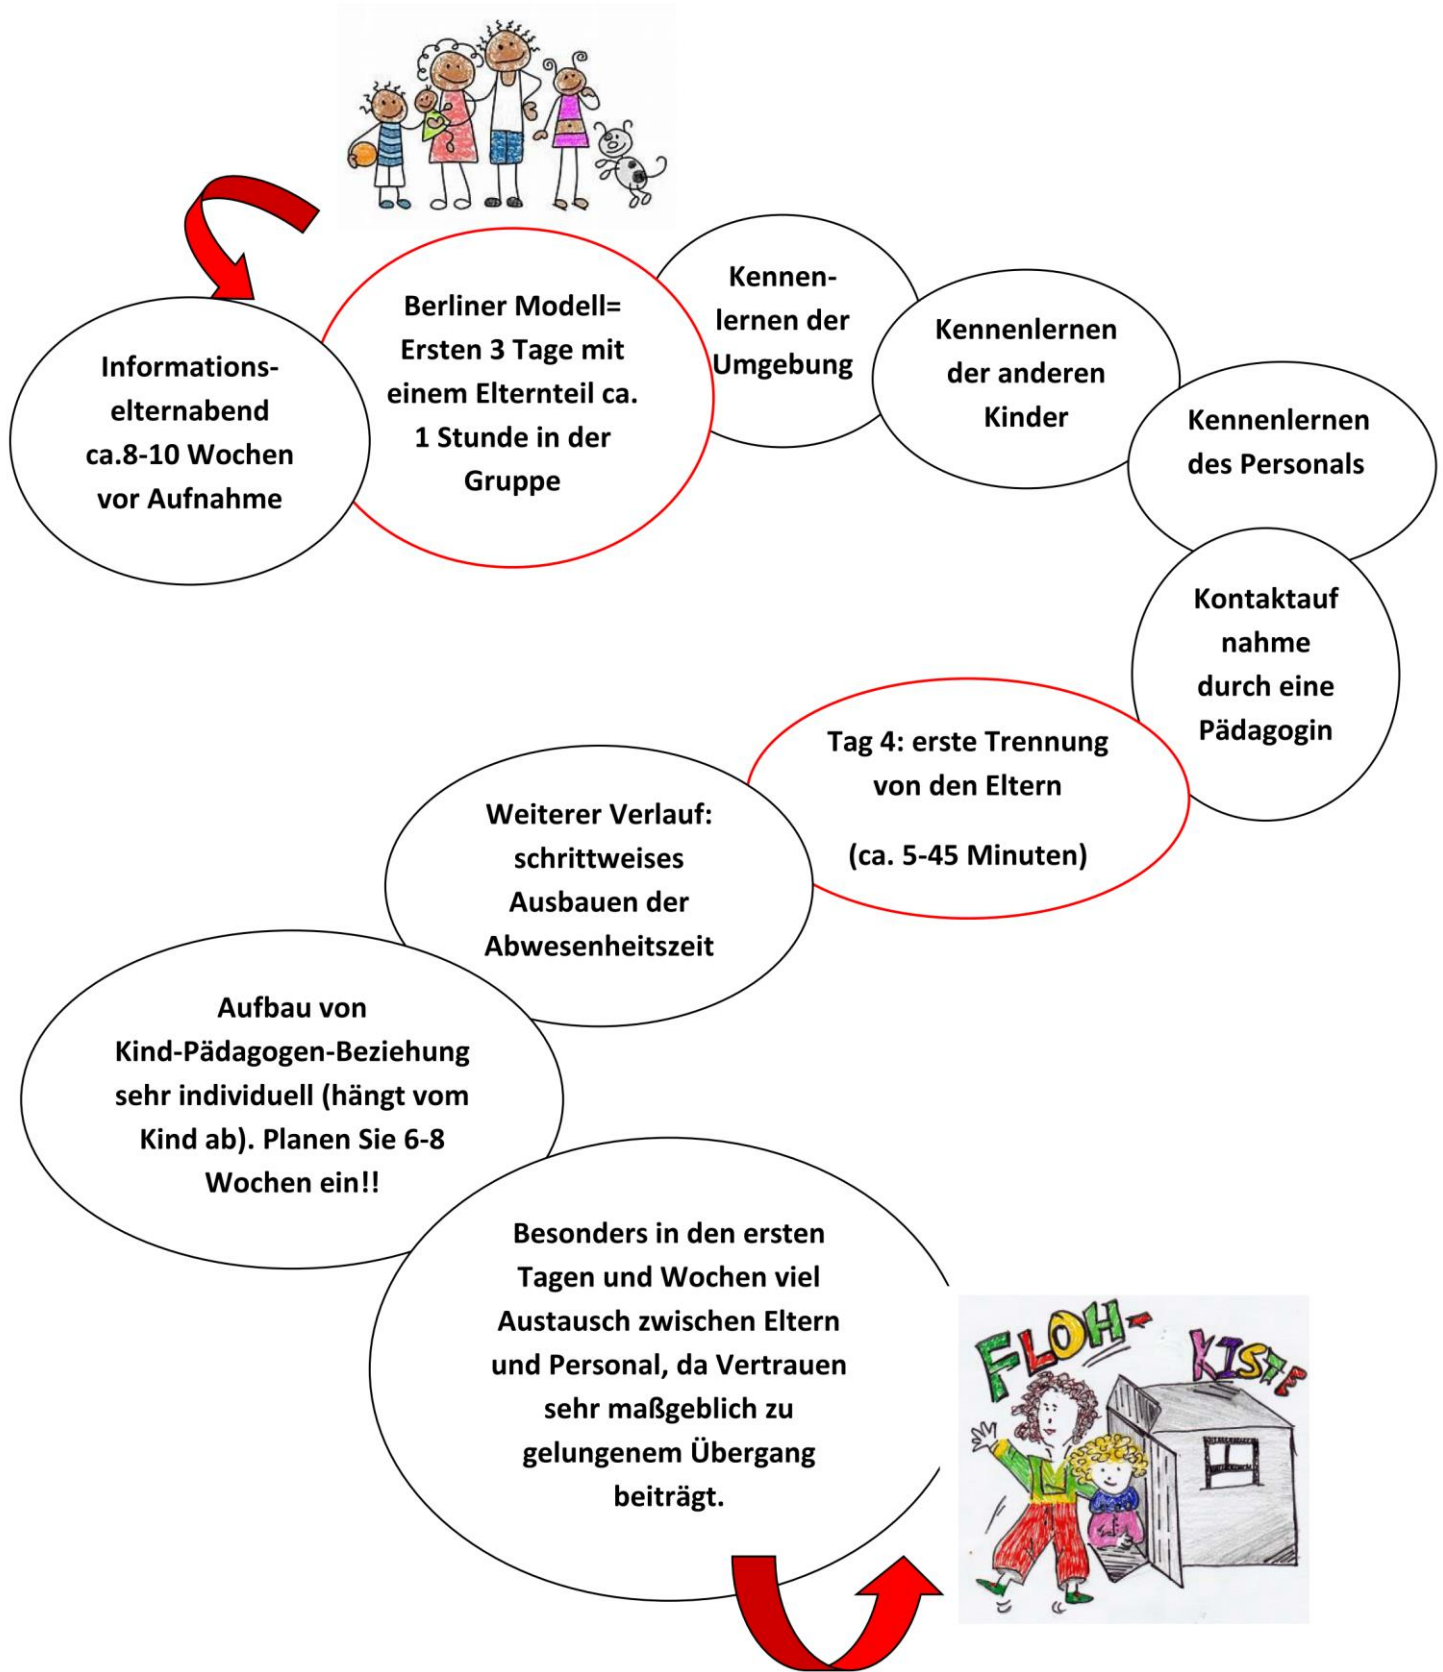 Informations-
elternabend
ca.8-10 Wochen
vor Aufnahme
Berliner Modell=
Ersten 3 Tage mit
einem Elternteil ca.
1 Stunde in der
Gruppe
Kennen-
lernen der
Umgebung
Kennenlernen
der anderen
Kinder
Kennenlernen
des Personals
Kontaktauf
nahme
durch eine
Pädagogin
Tag 4: erste Trennung
von den Eltern
(ca. 5-45 Minuten)
Weiterer Verlauf:
schrittweises
Ausbauen der
Abwesenheitszeit
Aufbau von
Kind-Pädagogen-Beziehung
sehr individuell (hängt vom
Kind ab). Planen Sie 6-8
Wochen ein!!
Besonders in den ersten
Tagen und Wochen viel
Austausch zwischen Eltern
und Personal, da Vertrauen
sehr maßgeblich zu
gelungenem Übergang
beiträgt.
FLOH-
KISTE